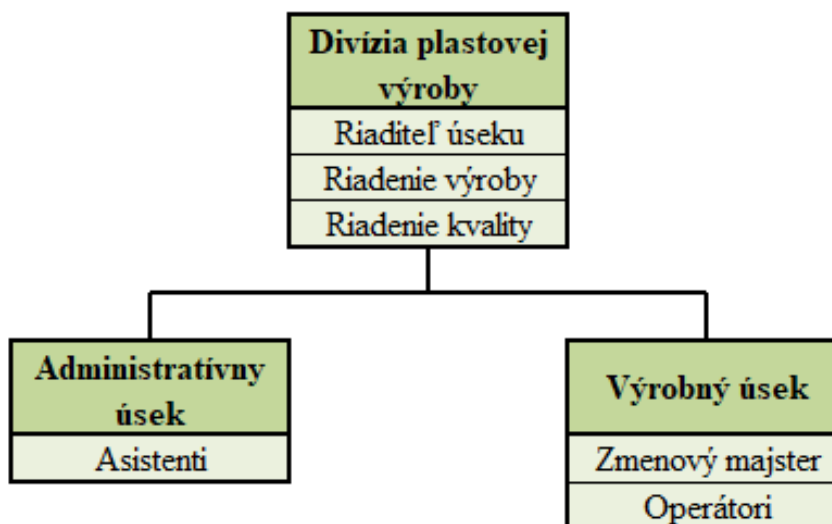 Divízia plastovej
výroby
Riaditeľ úseku
Riadenie výroby
Riadenie kvality
Administratívny
úsek
Asistenti
Výrobný úsek
Zmenový majster
Operátori